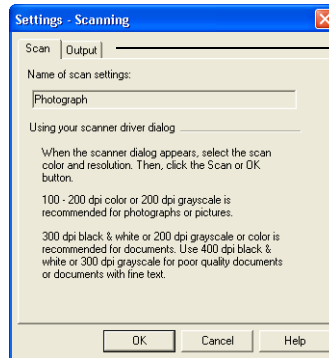 Settings - Scanning
Scan
Output
Name of scan settings:
Photograph
Using your scanner driver dialog
When the scanner dialog appears, select the scan
color and resolution. Then, click the Scan or OK
button.
100 - 200 dpi color or 200 dpi grayscale is
recommended for photographs or pictures.
300 dpi black & white or 200 dpi grayscale or color is
recommended for documents. Use 400 dpi black &
white or 300 dpi grayscale for poor quality documents
or documents with fine text.
OK
Cancel
Help